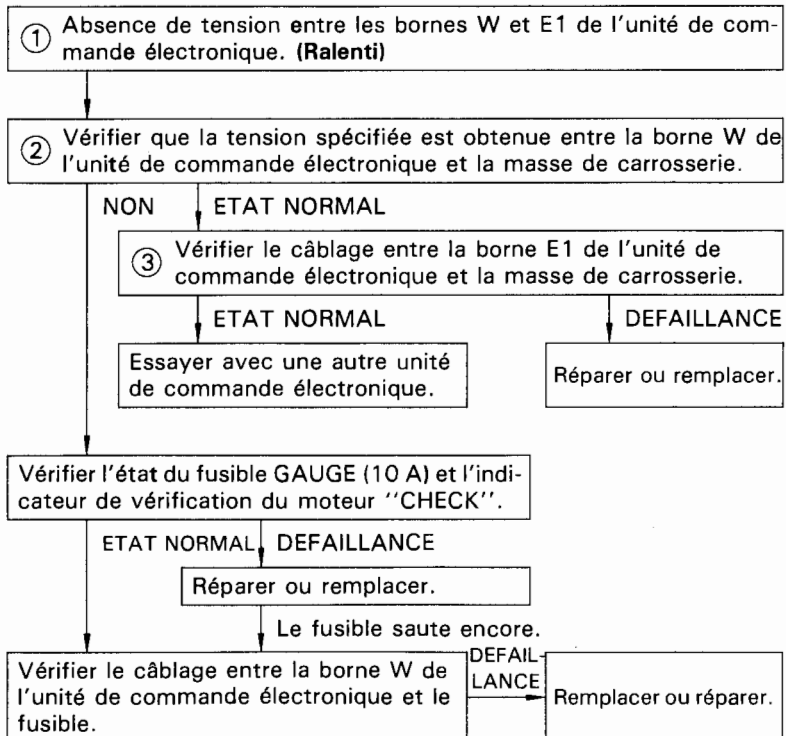 ① Absence de tension entre les bornes W et E1 de l'unité de com-
mande électronique. (Ralenti)
② Vérifier que la tension spécifiée est obtenue entre la borne W de
l'unité de commande électronique et la masse de carrosserie.
NON ETAT NORMAL
③ Vérifier le câblage entre la borne E1 de l'unité de
commande électronique et la masse de carrosserie.
ETAT NORMAL DEFAILLANCE
Essayer avec une autre unité
de commande électronique.
Réparer ou remplacer.
Vérifier l'état du fusible GAUGE (10 A) et l'indi-
cateur de vérification du moteur ''CHECK''.
ETAT NORMAL DEFAILLANCE
Réparer ou remplacer.
Le fusible saute encore.
Vérifier le câblage entre la borne W de
l'unité de commande électronique et le
fusible.
DEFAIL-
LANCE
Remplacer ou réparer.